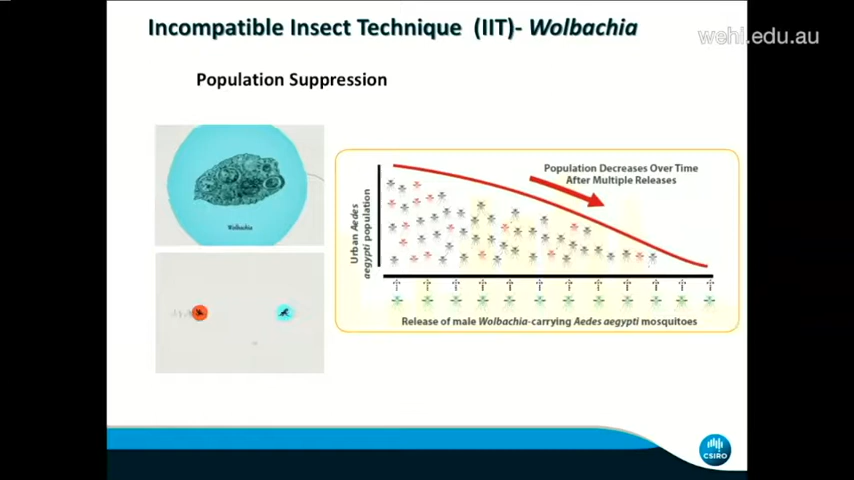 Incompatible Insect Technique (IIT)- Wolbachia
wehi.edu.au
Population Suppression
Wolbachia
Population Decreases Over Time
After Multiple Releases
Urban Aedes
aegypti population
Release of male Wolbachia-carrying Aedes aegypti mosquitoes
CSIRO